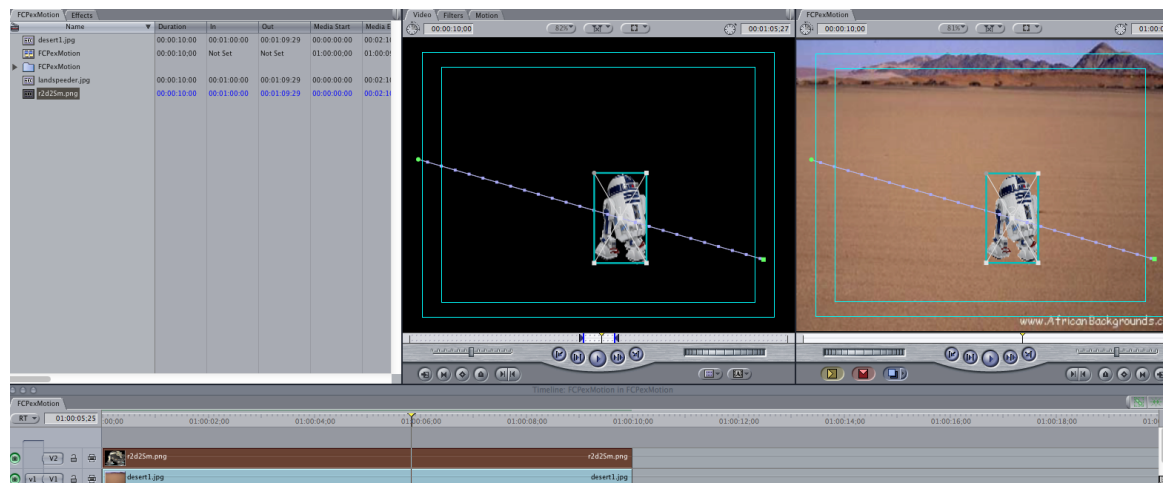 FCPexMotion Effects
Name Duration In Out Media Start Media E
desert1.jpg 00:00:10:00 00:01:00:00 00:01:09:29 00:00:00:00 00:02:10
FCPexMotion 00:00:10;00 Not Set Not Set 01:00:00;00 01:00:09
FCPexMotion
landspeeder.jpg 00:00:10:00 00:01:00:00 00:01:09:29 00:00:00:00 00:02:10
r2d25m.png 00:00:10:00 00:01:00:00 00:01:09:29 00:00:00:00 00:02:10
Video Filters Motion
00:00:10;00 82% 00:01:05;27
FCPexMotion
00:00:10;00 81% 01:00:0
www.AfricanBackgrounds.c
Timeline: FCPexMotion in FCPexMotion
FCPexMotion
RT 01:00:05;25 00;00 01:00:02;00 01:00:04;00 01:00:06;00 01:00:08;00 01:00:10;00 01:00:12;00 01:00:14;00 01:00:16;00 01:00:18;00 01:0
V2 r2d25m.png r2d25m.png
v1 V1 desert1.jpg desert1.jpg